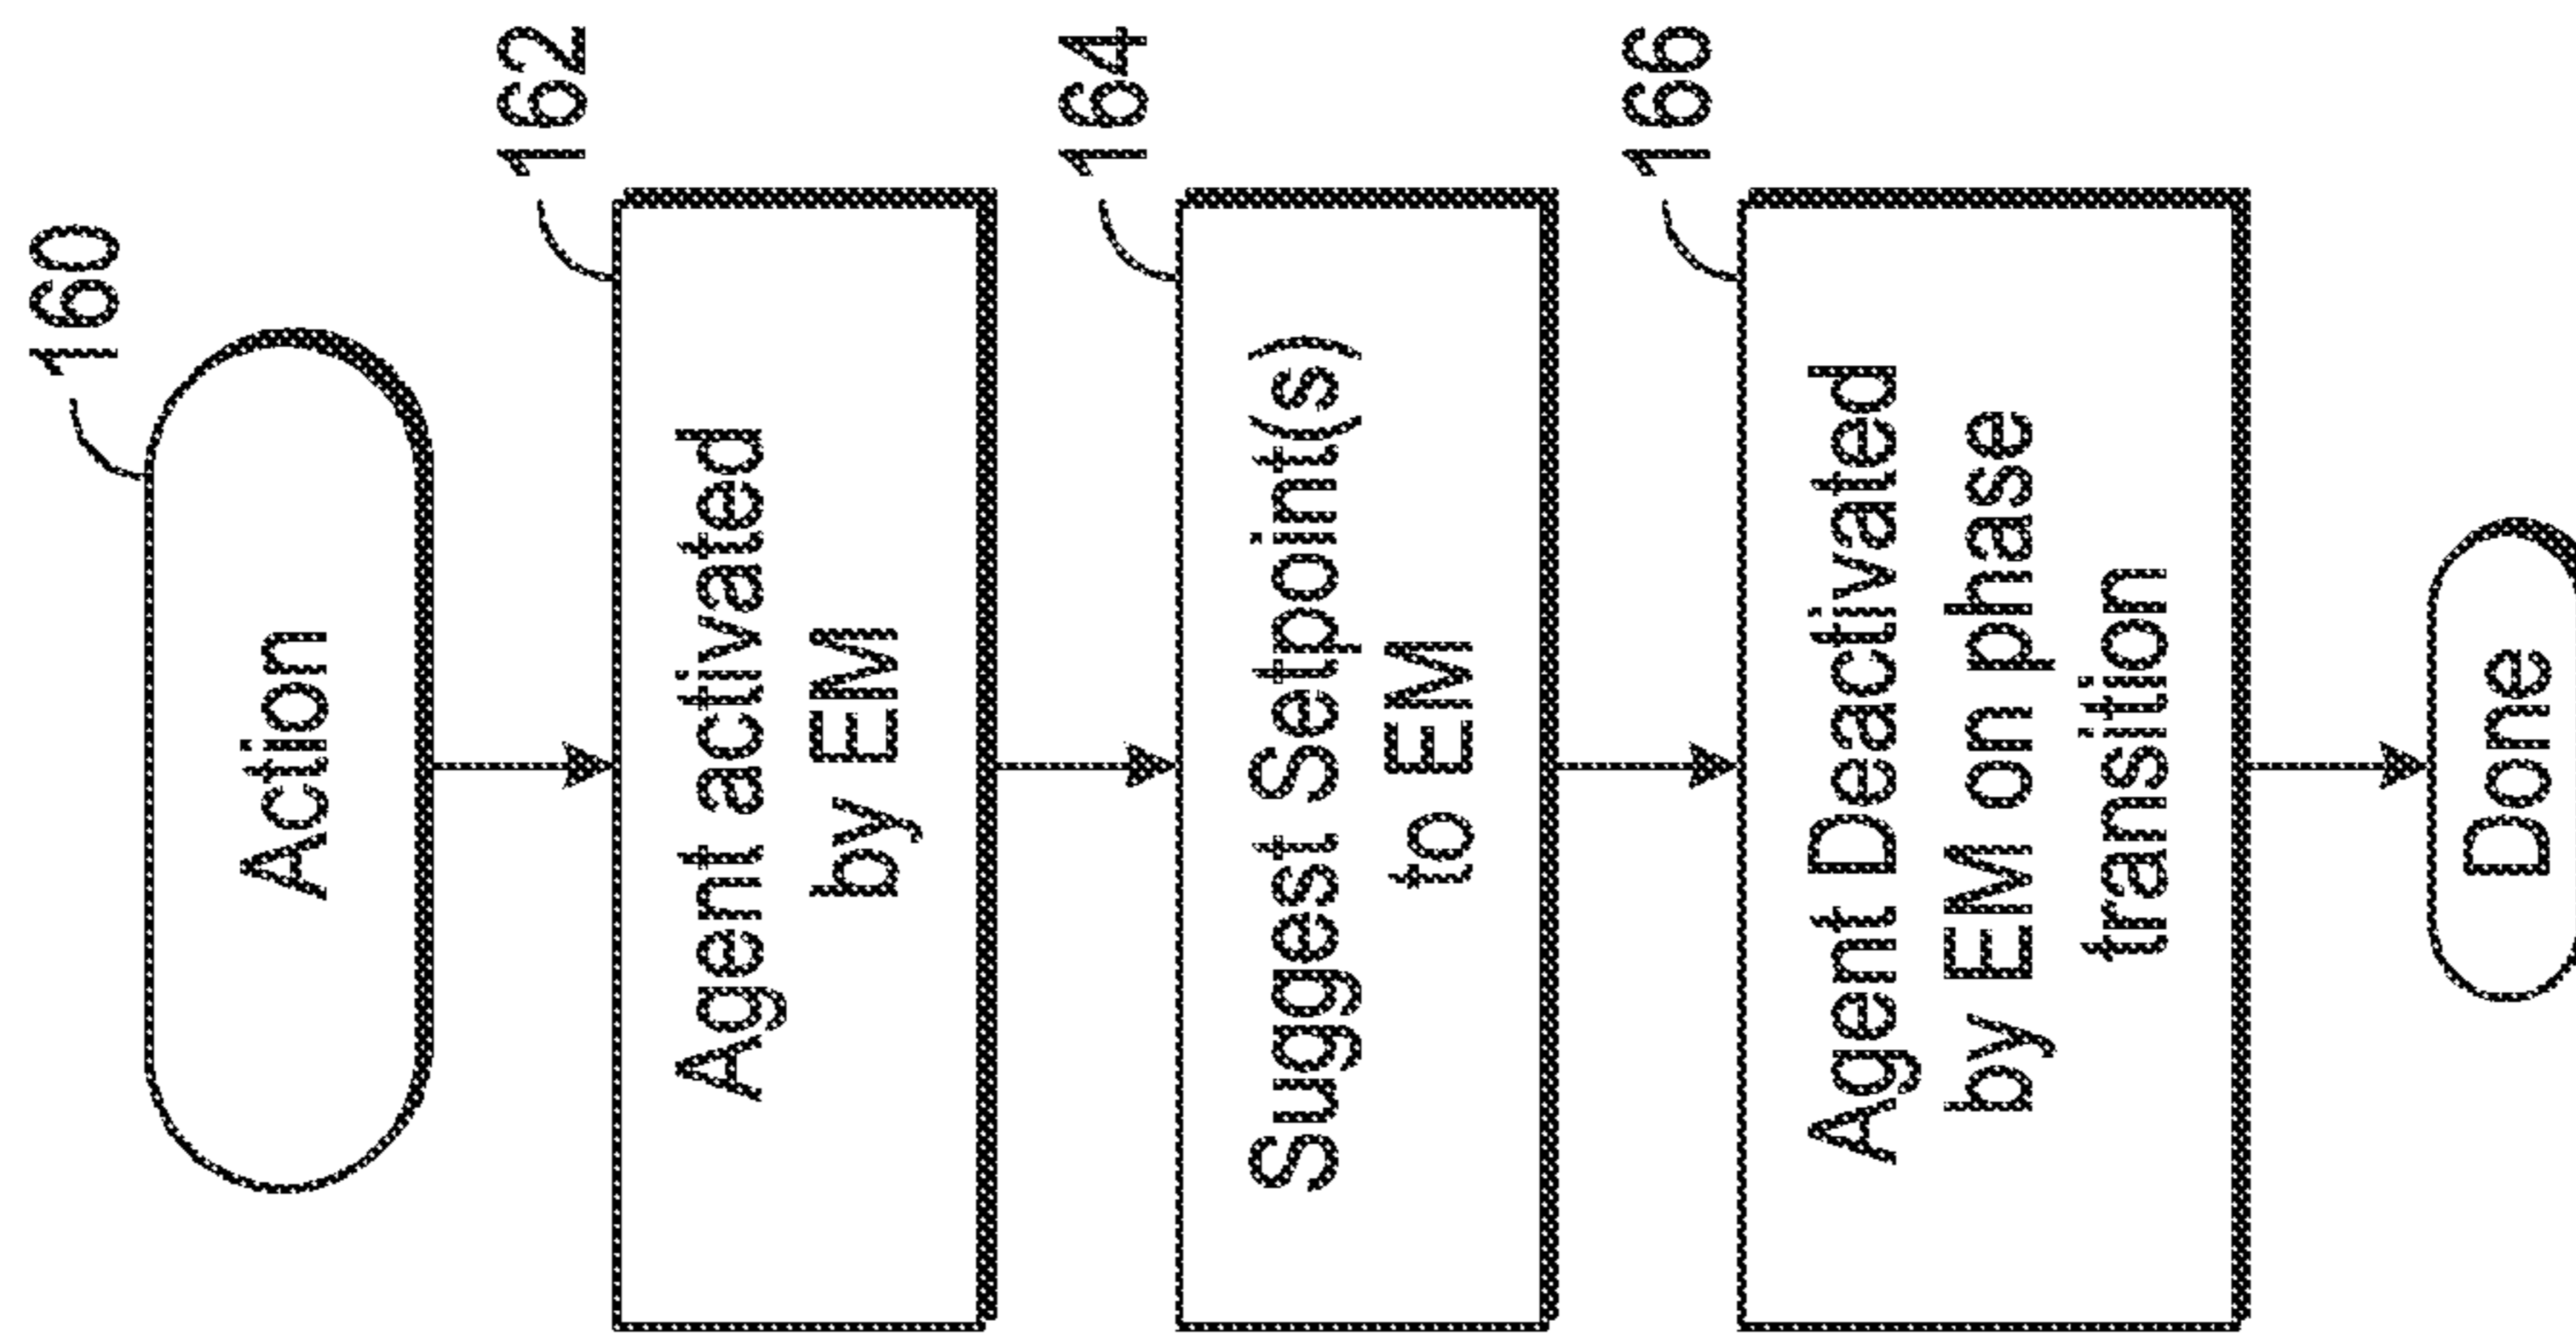 160
Action
162
Agent activated
by EM
164
Suggest Setpoint(s)
to EM
166
Agent Deactivated
by EM on phase
transition
Done